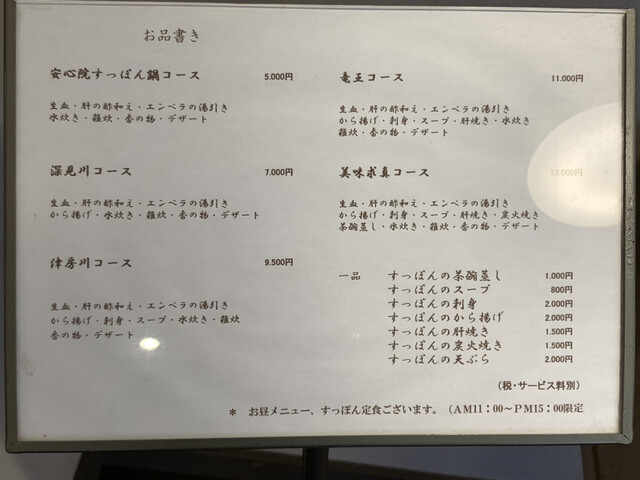 お品書き
安心院すっぽん鍋コース 5.000円
生血・肝の酢和え・エンペラの湯引き
水炊き・雑炊・香の物・デザート
深見川コース 7.000円
生血・肝の酢和え・エンペラの湯引き
から揚げ・水炊き・雑炊・香の物・デザート
津房川コース 9.500円
生血・肝の酢和え・エンペラの湯引き
から揚げ・刺身・スープ・水炊き・雑炊
香の物・デザート
竜王コース 11.000円
生血・肝の酢和え・エンペラの湯引き
から揚げ・刺身・スープ・肝焼き・水炊き
雑炊・香の物・デザート
美味求真コース 13.000円
生血・肝の酢和え・エンペラの湯引き
から揚げ・刺身・スープ・肝焼き・炭火焼き
茶碗蒸し・水炊き・雑炊・香の物・デザート
一品 すっぽんの茶碗蒸し 1.000円
すっぽんのスープ 800円
すっぽんの刺身 2.000円
すっぽんのから揚げ 2.000円
すっぽんの肝焼き 1.500円
すっぽんの炭火焼き 1.500円
すっぽんの天ぷら 2.000円
（税・サービス料別）
＊ お昼メニュー、すっぽん定食ございます。（AM11：00～PM15：00限定